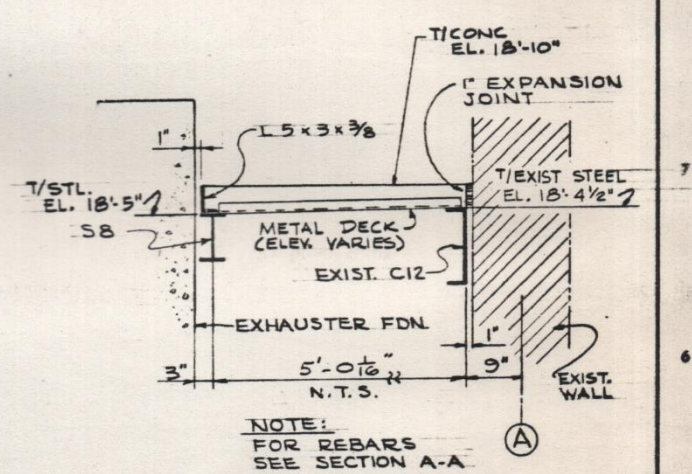 T/CONC
EL. 18'-10"
1" EXPANSION
JOINT
1"
L 5 x 3 x 3/8
T/STL.
EL. 18'-5"
T/EXIST STEEL
EL. 18'-4 1/2"
7
S8
METAL DECK
(ELEV. VARIES)
EXIST. C12
EXHAUSTER FDN.
1"
3"
5'-0 1/16"
9"
6
N.T.S.
EXIST.
WALL
NOTE:
FOR REBARS
SEE SECTION A-A
A